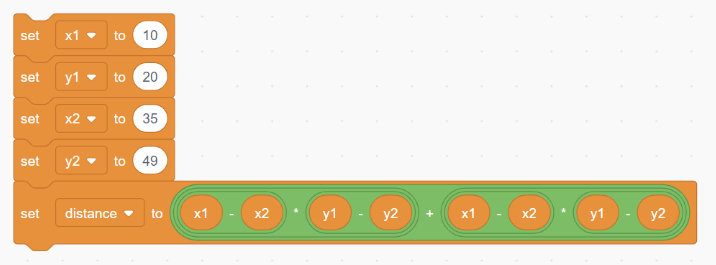 set x1 to 10
set y1 to 20
set x2 to 35
set y2 to 49
set distance to x1 - x2 * y1 - y2 + x1 - x2 * y1 - y2